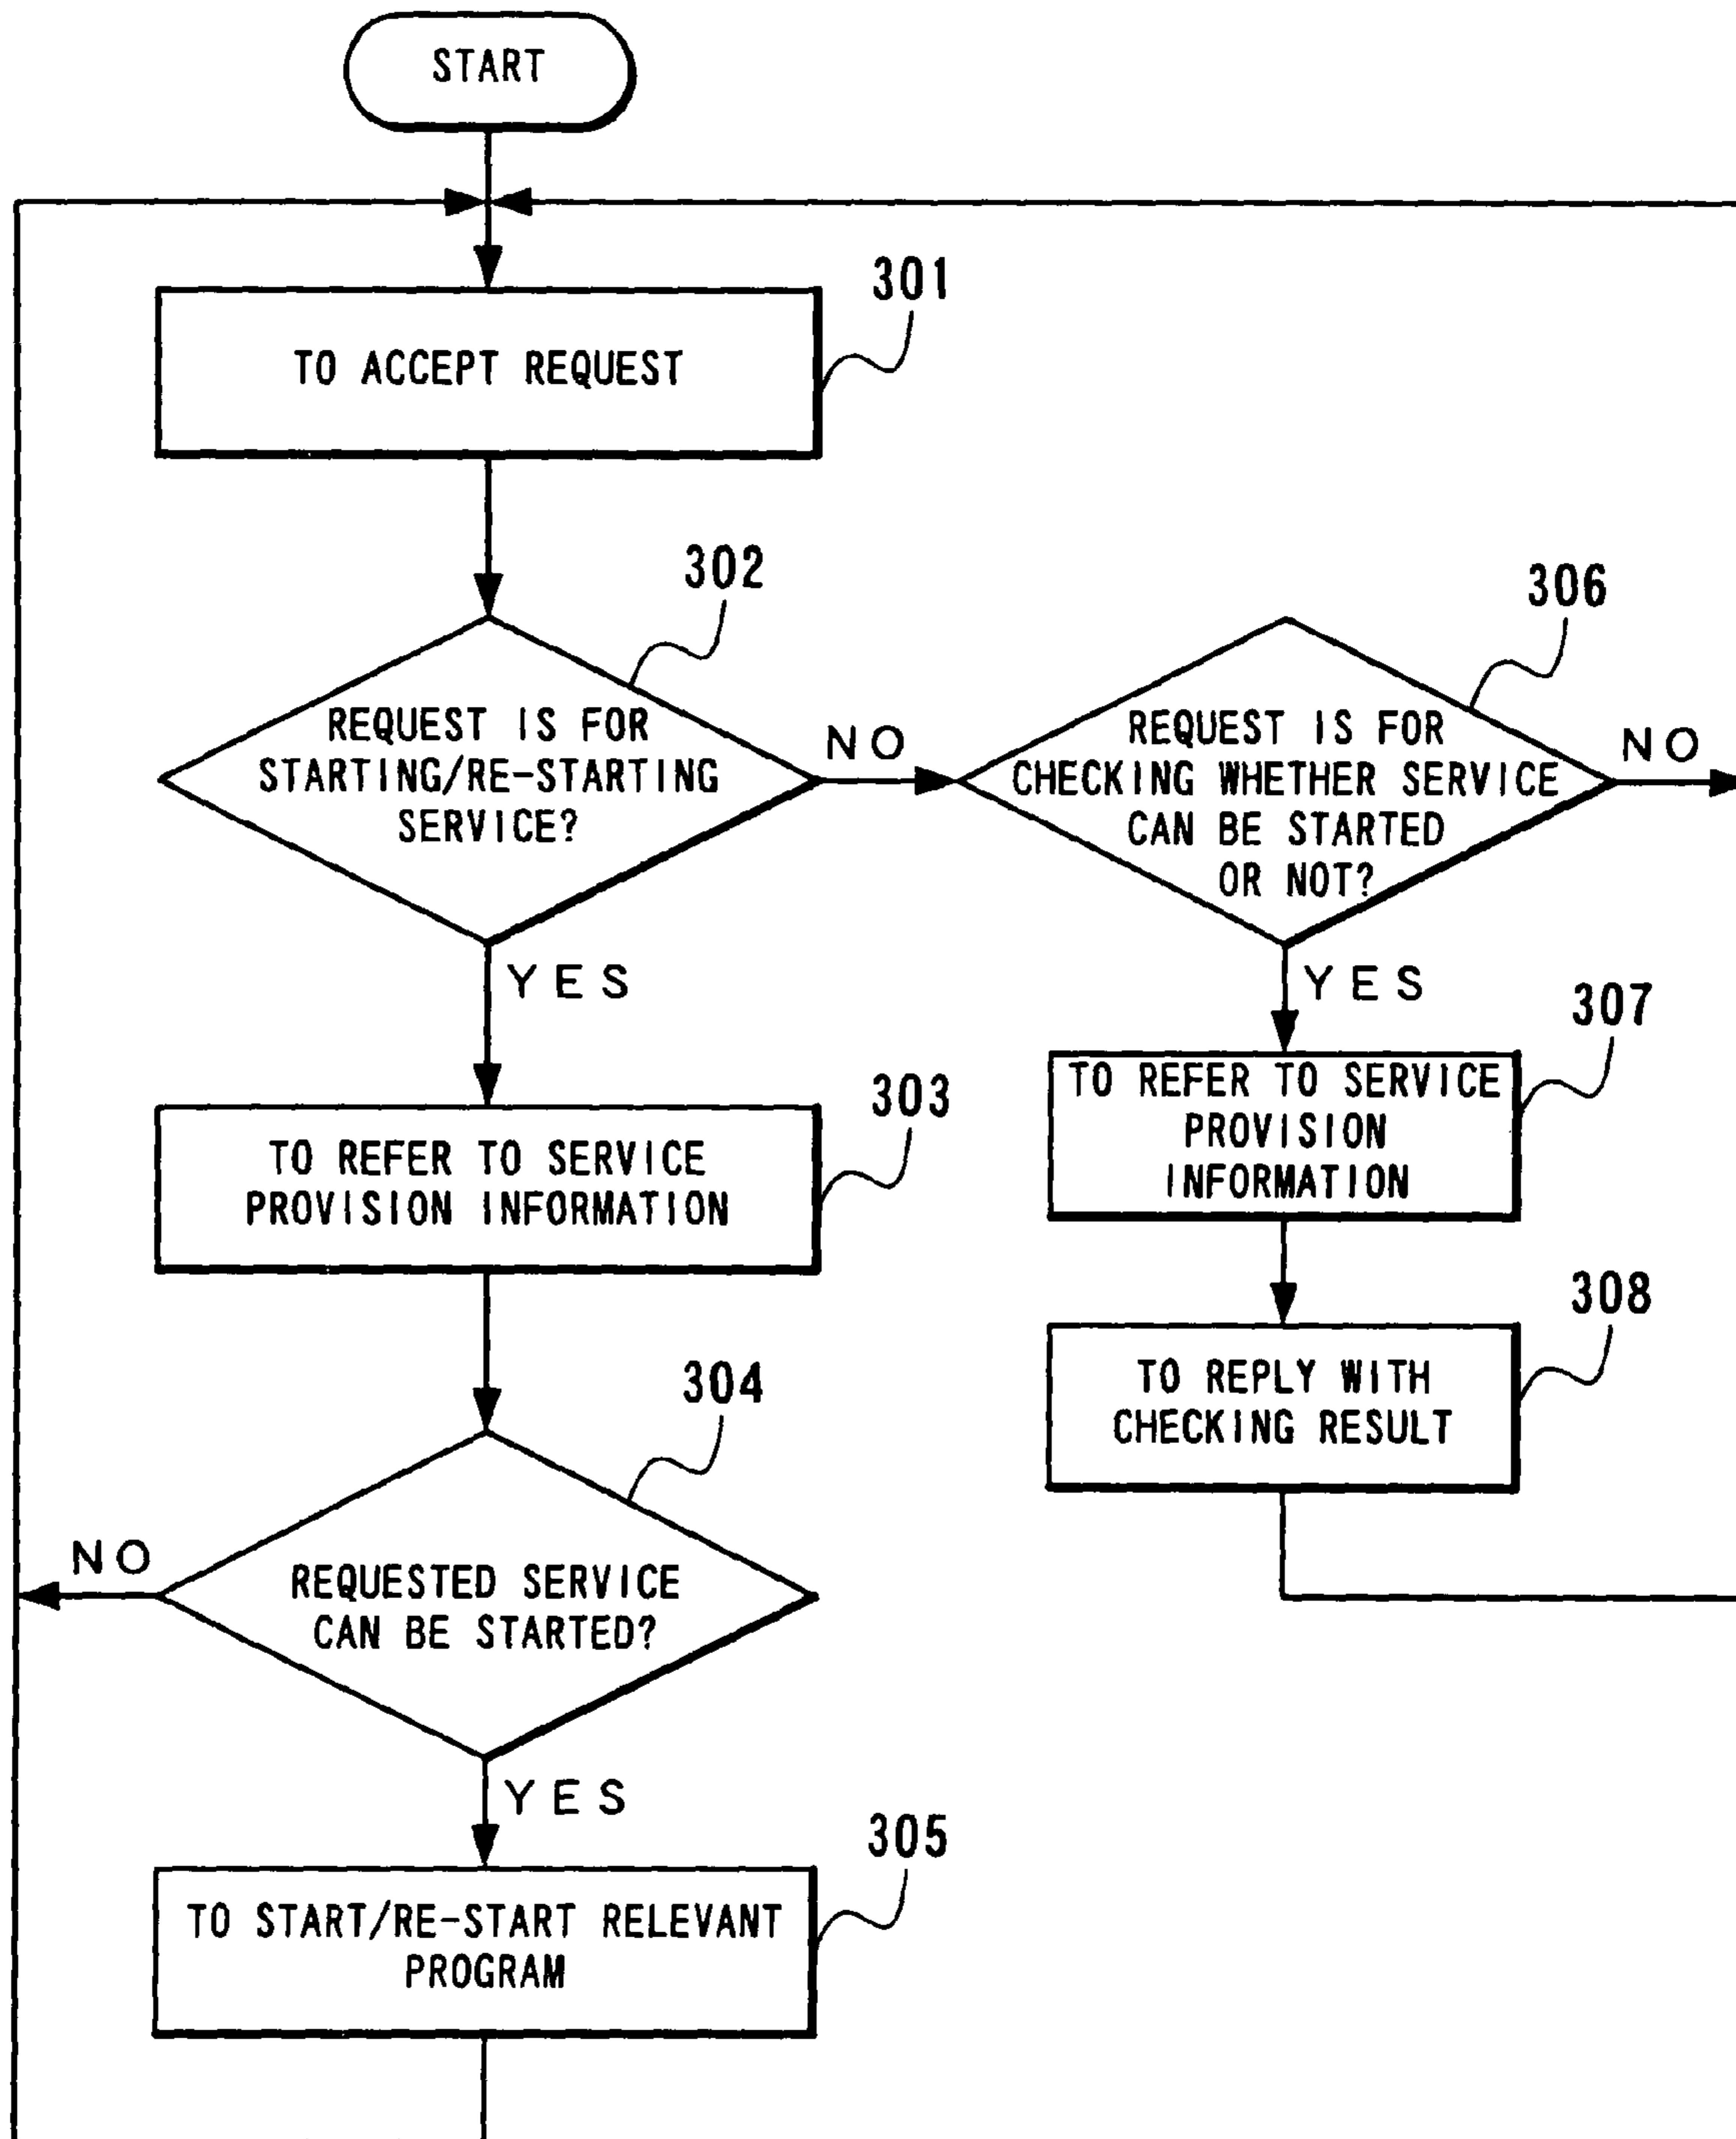 START
301
TO ACCEPT REQUEST
302
REQUEST IS FOR
STARTING/RE-STARTING
SERVICE?
NO
YES
306
REQUEST IS FOR
CHECKING WHETHER SERVICE
CAN BE STARTED
OR NOT?
NO
YES
303
TO REFER TO SERVICE
PROVISION INFORMATION
307
TO REFER TO SERVICE
PROVISION
INFORMATION
308
TO REPLY WITH
CHECKING RESULT
304
REQUESTED SERVICE
CAN BE STARTED?
NO
YES
305
TO START/RE-START RELEVANT
PROGRAM